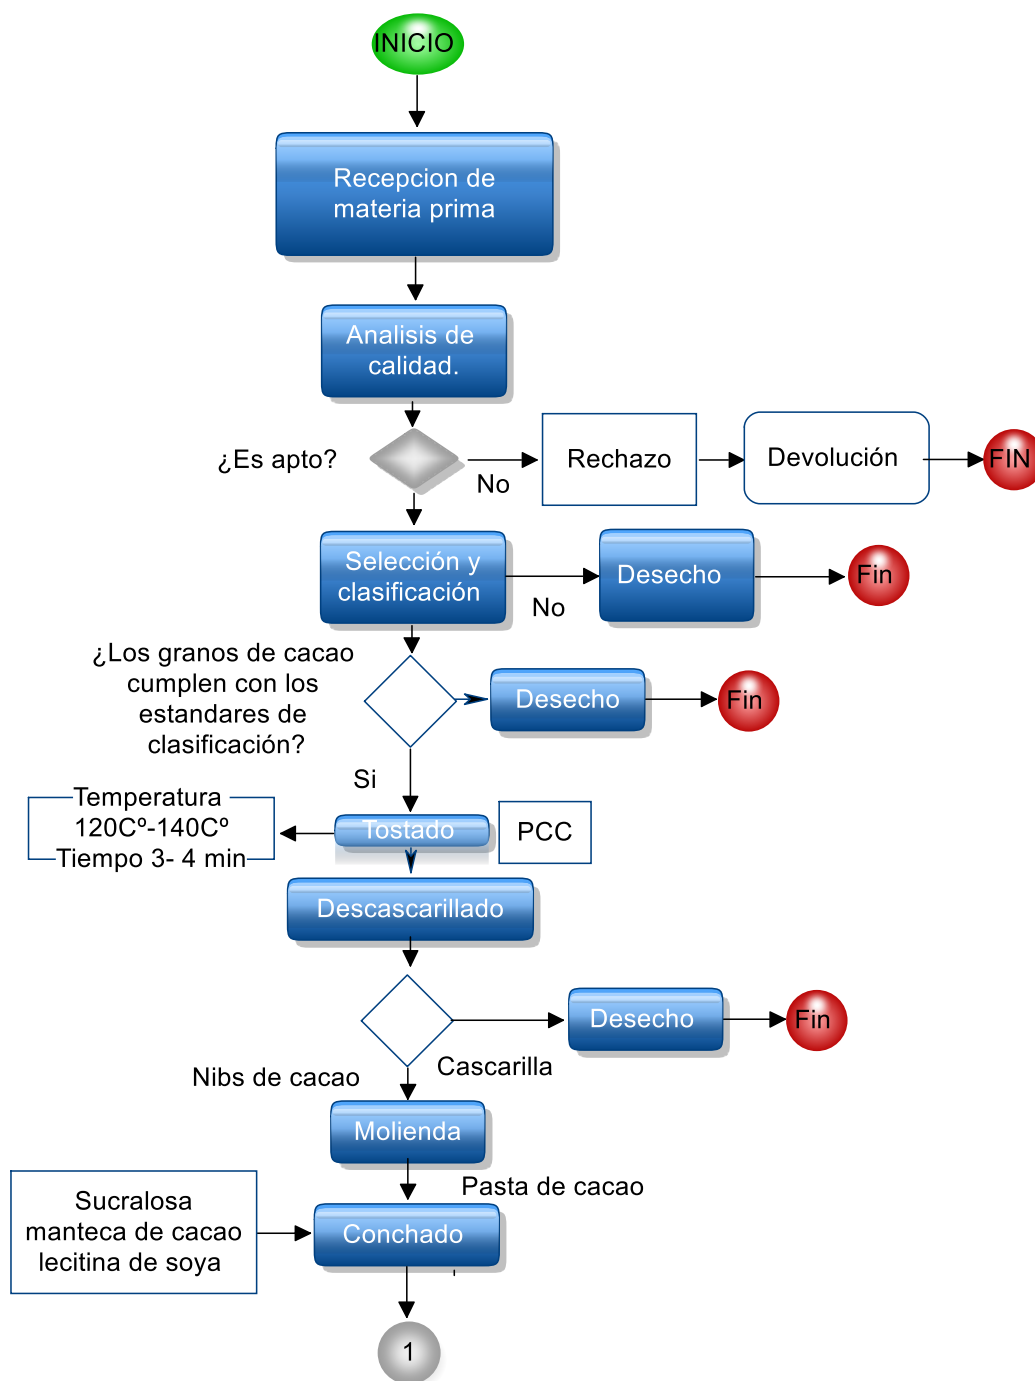 INICIO
Recepcion de
materia prima
Analisis de
calidad.
¿Es apto?
No
Rechazo
Devolución
FIN
Selección y
clasificación
No
Desecho
Fin
¿Los granos de cacao
cumplen con los
estandares de
clasificación?
Desecho
Fin
Si
Temperatura
120Cº-140Cº
Tiempo 3- 4 min
Tostado
PCC
Descascarillado
Desecho
Fin
Cascarilla
Nibs de cacao
Molienda
Pasta de cacao
Sucralosa
manteca de cacao
lecitina de soya
Conchado
1